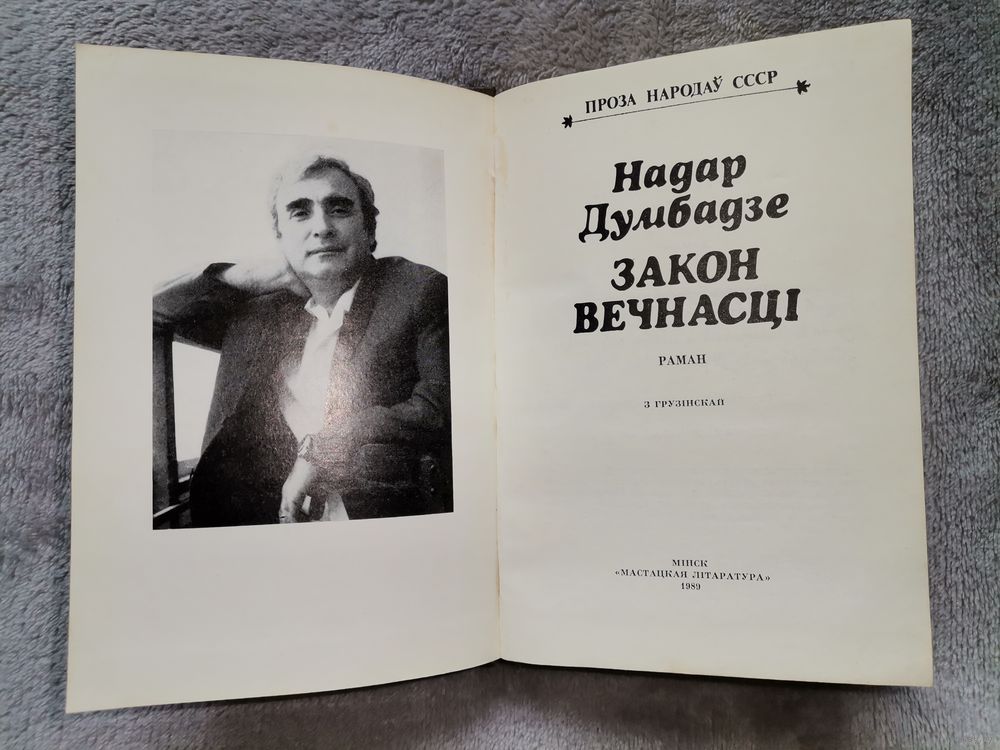 ПРОЗА НАРОДАЎ СССР
Надар
Думбадзе
ЗАКОН
ВЕЧНАСЦІ
РАМАН
З ГРУЗІНСКАЙ
МІНСК
«МАСТАЦКАЯ ЛІТАРАТУРА»
1989